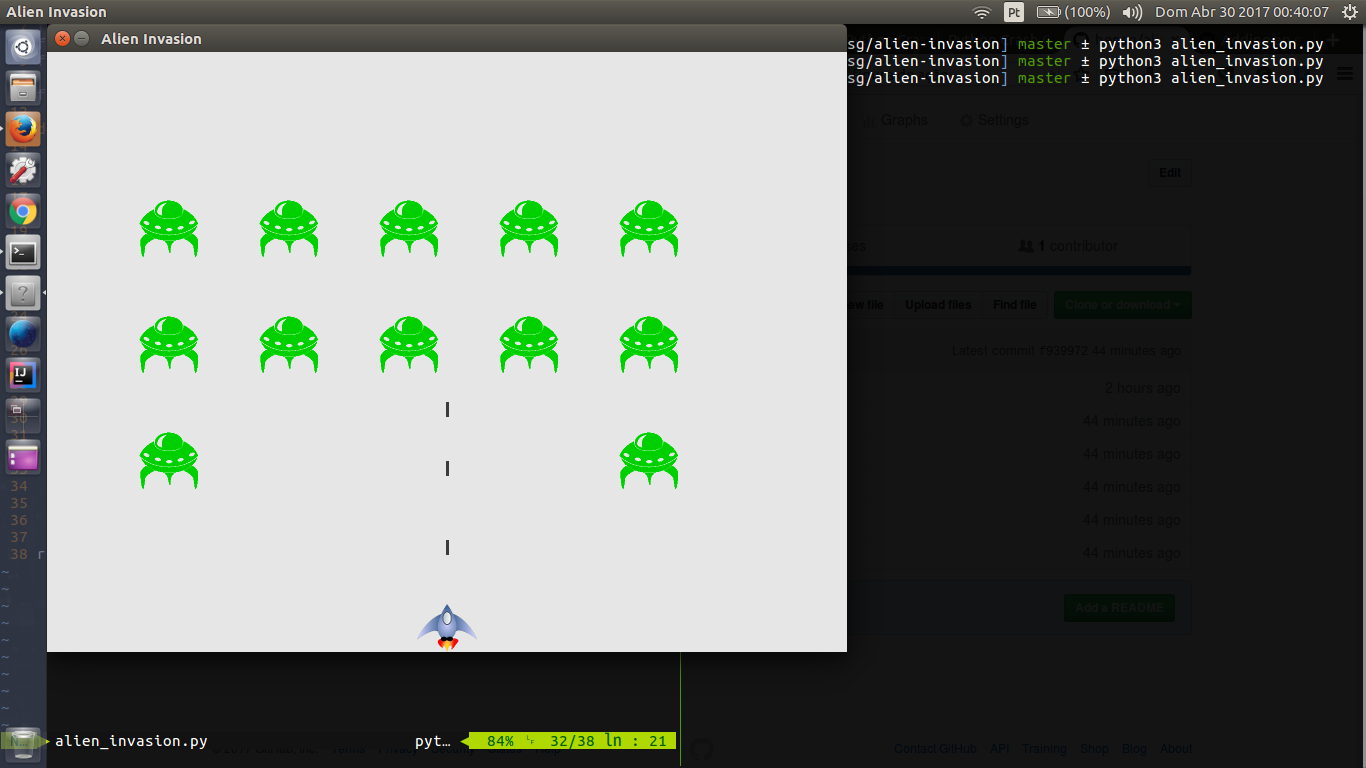 Alien Invasion
Pt
(100%)
Dom Abr 30 2017 00:40:07
Alien Invasion
sg/alien-invasion] master ± python3 alien_invasion.py
sg/alien-invasion] master ± python3 alien_invasion.py
sg/alien-invasion] master ± python3 alien_invasion.py
Graphs
Settings
Edit
1 contributor
file
Upload files
Find file
Clone or download
Latest commit f939972 44 minutes ago
2 hours ago
44 minutes ago
44 minutes ago
44 minutes ago
44 minutes ago
44 minutes ago
Add a README
IJ
34
35
36
37
38 r
~
~
~
~
~
~
~
~
~
~
alien_invasion.py
pyt…
84% ␊ 32/38 ln : 21
Contact GitHub API Training Shop Blog About